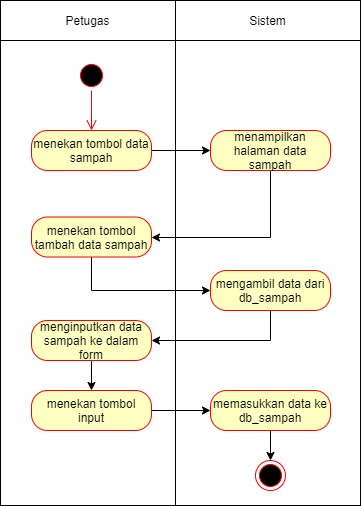 Petugas
Sistem
menekan tombol data
sampah
menampilkan
halaman data
sampah
menekan tombol
tambah data sampah
mengambil data dari
db_sampah
menginputkan data
sampah ke dalam
form
menekan tombol
input
memasukkan data ke
db_sampah